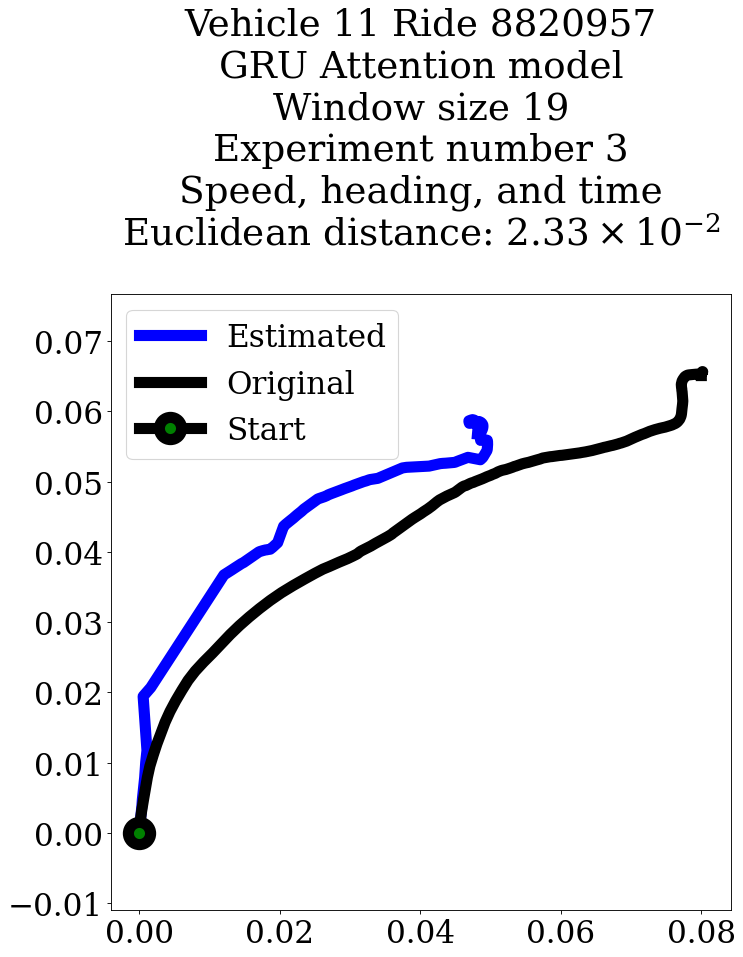 Vehicle 11 Ride 8820957
GRU Attention model
Window size 19
Experiment number 3
Speed, heading, and time
Euclidean distance: 2.33 × 10⁻²
Estimated
Original
Start
0.07
0.06
0.05
0.04
0.03
0.02
0.01
0.00
−0.01
0.00 0.02 0.04 0.06 0.08